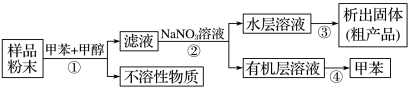 样品
粉末
甲苯+甲醇
①
滤液
不溶性物质
NaNO₃溶液
②
水层溶液
③
析出固体
(粗产品)
有机层溶液
④
甲苯